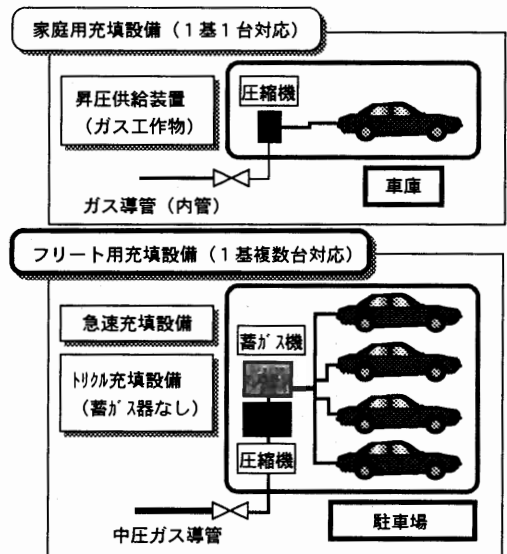 家庭用充填設備（１基１台対応）
昇圧供給装置
（ガス工作物）
圧縮機
車庫
ガス導管（内管）
フリート用充填設備（１基複数台対応）
急速充填設備
蓄ｶﾞｽ機
ﾄﾘｸﾙ充填設備
（蓄ｶﾞｽ器なし）
圧縮機
中圧ガス導管
駐車場